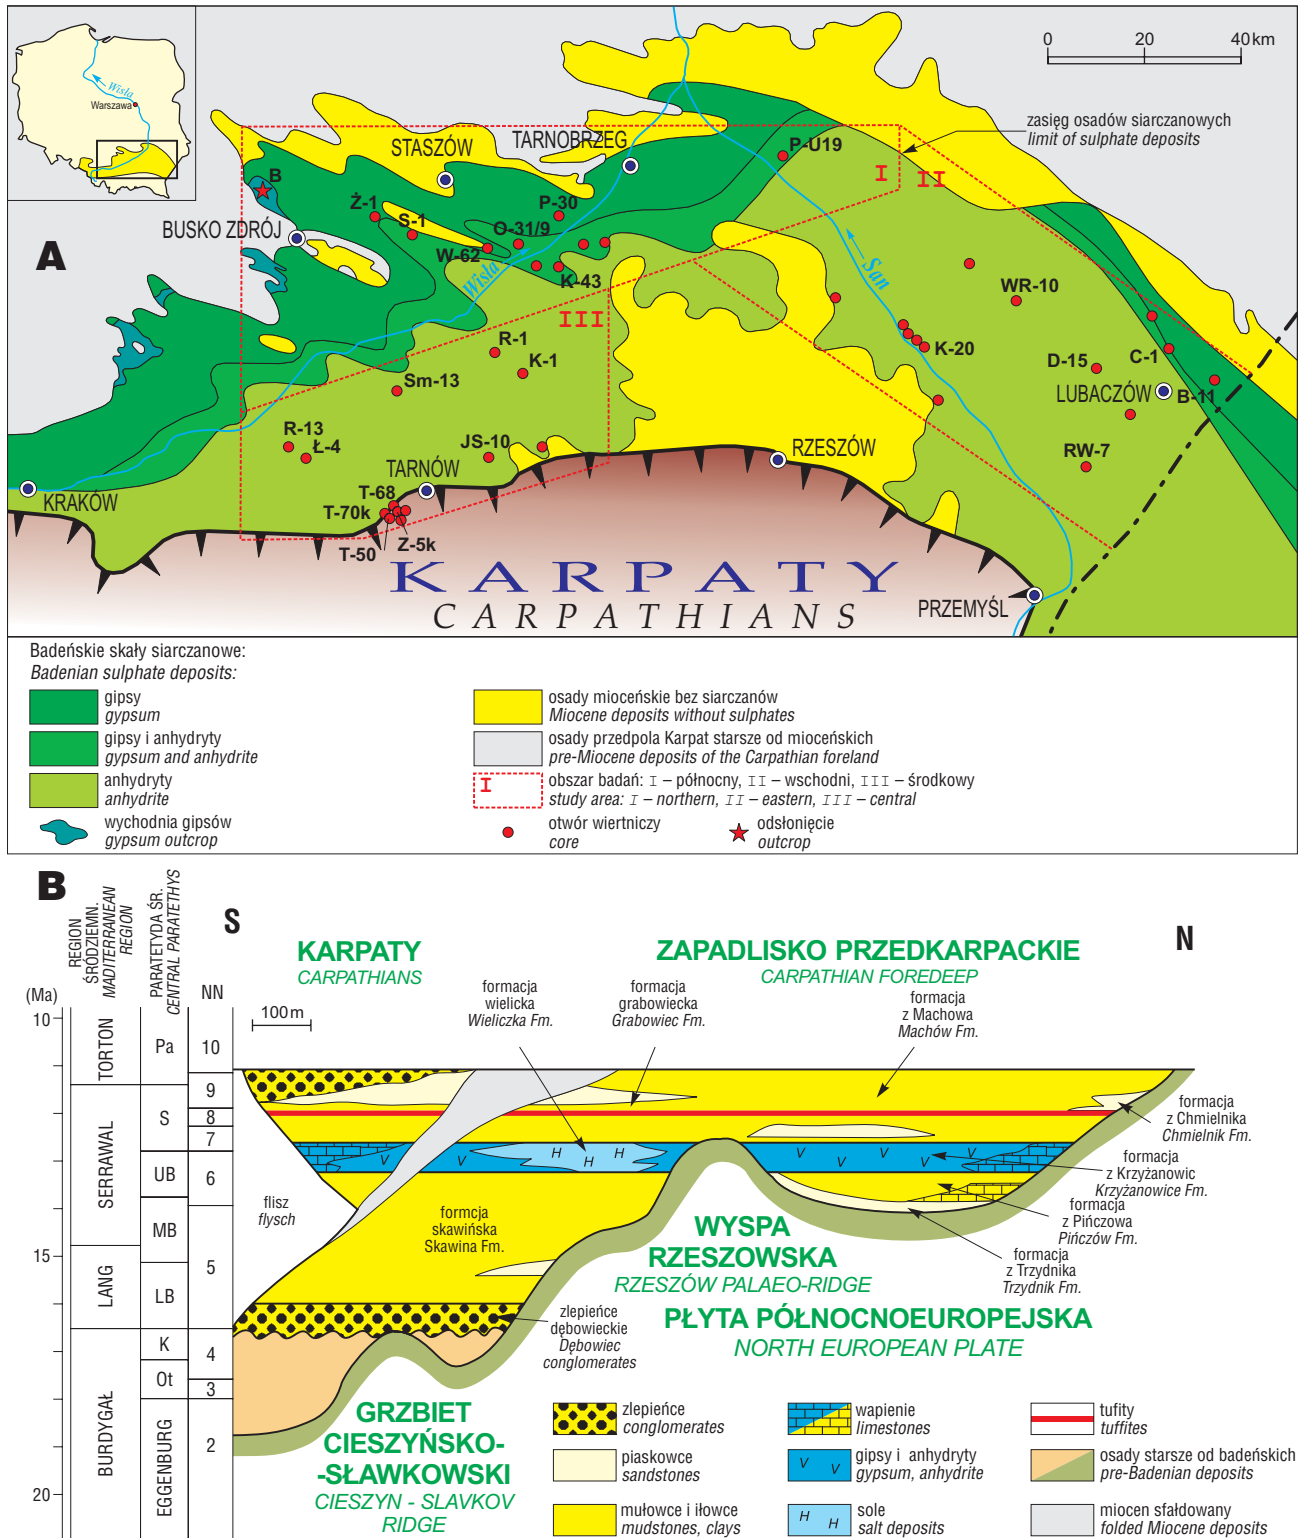 Wisła
Warszawa
0 20 40 km
zasięg osadów siarczanowych
limit of sulphate deposits
TARNOBRZEG
STASZÓW
P-U19
I
II
B
Ż-1
S-1
P-30
O-31/9
BUSKO ZDRÓJ
A
W-62
Wisła
San
K-43
WR-10
III
R-1
K-1
K-20
D-15
C-1
Sm-13
LUBACZÓW
B-11
R-13
Ł-4
JS-10
RZESZÓW
RW-7
TARNÓW
KRAKÓW
T-68
T-70k
T-50
Z-5k
KARPATY
CARPATHIANS
PRZEMYŚL
Badeńskie skały siarczanowe:
Badenian sulphate deposits:
gipsy
gypsum
gipsy i anhydryty
gypsum and anhydrite
anhydryty
anhydrite
wychodnia gipsów
gypsum outcrop
osady mioceńskie bez siarczanów
Miocene deposits without sulphates
osady przedpola Karpat starsze od mioceńskich
pre-Miocene deposits of the Carpathian foreland
I
obszar badań: I – północny, II – wschodni, III – środkowy
study area: I – northern, II – eastern, III – central
otwór wiertniczy
core
odsłonięcie
outcrop
B
REGION
ŚRÓDZIEMN.
MADITERRANEAN
REGION
PARATETYDA ŚR.
CENTRAL PARATETHYS
NN
(Ma)
S
N
KARPATY
CARPATHIANS
ZAPADLISKO PRZEDKARPACKIE
CARPATHIAN FOREDEEP
100 m
formacja
wielicka
Wieliczka Fm.
formacja
grabowiecka
Grabowiec Fm.
formacja
z Machowa
Machów Fm.
10
15
20
TORTON
SERRAWAL
LANG
BURDYGAŁ
Pa
S
UB
MB
LB
K
Ot
EGGENBURG
10
9
8
7
6
5
4
3
2
formacja
z Chmielnika
Chmielnik Fm.
formacja
z Krzyżanowic
Krzyżanowice Fm.
formacja
z Pińczowa
Pińczów Fm.
formacja
z Trzydnika
Trzydnik Fm.
V V H H H V V V V V
flisz
flysch
formcja
skawińska
Skawina Fm.
WYSPA
RZESZOWSKA
RZESZÓW PALAEO-RIDGE
zlepieńce
dębowieckie
Dębowiec
conglomerates
PŁYTA PÓŁNOCNOEUROPEJSKA
NORTH EUROPEAN PLATE
GRZBIET
CIESZYŃSKO-
-SŁAWKOWSKI
CIESZYN - SLAVKOV
RIDGE
zlepieńce
conglomerates
piaskowce
sandstones
mułowce i iłowce
mudstones, clays
wapienie
limestones
V V
gipsy i anhydryty
gypsum, anhydrite
H H
sole
salt deposits
tufity
tuffites
osady starsze od badeńskich
pre-Badenian deposits
miocen sfałdowany
folded Miocene deposits